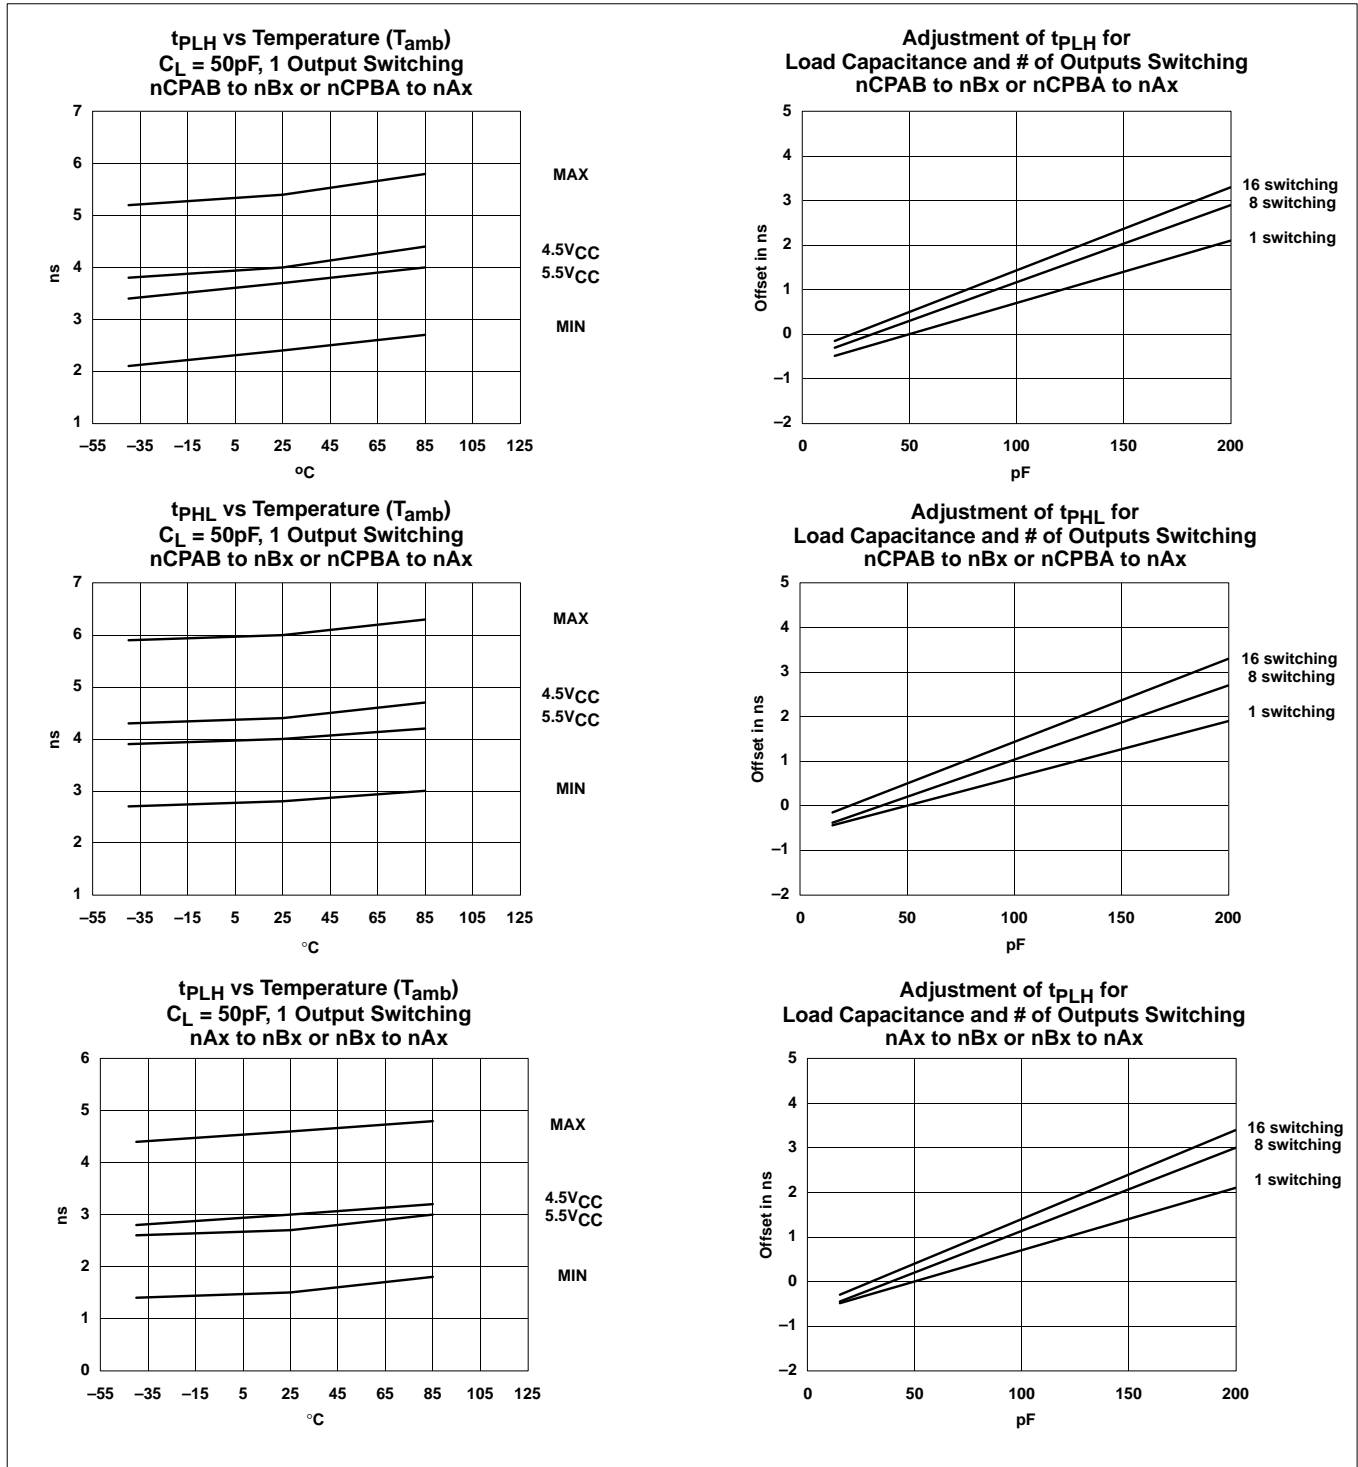 tPLH vs Temperature (Tamb)
CL = 50pF, 1 Output Switching
nCPAB to nBx or nCPBA to nAx
7
6
5
4
3
2
1
ns
–55 –35 –15 5 25 45 65 85 105 125
oC
MAX
4.5VCC
5.5VCC
MIN
Adjustment of tPLH for
Load Capacitance and # of Outputs Switching
nCPAB to nBx or nCPBA to nAx
5
4
3
2
1
0
–1
–2
Offset in ns
0 50 100 150 200
pF
16 switching
8 switching
1 switching
tPHL vs Temperature (Tamb)
CL = 50pF, 1 Output Switching
nCPAB to nBx or nCPBA to nAx
7
6
5
4
3
2
1
ns
–55 –35 –15 5 25 45 65 85 105 125
°C
MAX
4.5VCC
5.5VCC
MIN
Adjustment of tPHL for
Load Capacitance and # of Outputs Switching
nCPAB to nBx or nCPBA to nAx
5
4
3
2
1
0
–1
–2
Offset in ns
0 50 100 150 200
pF
16 switching
8 switching
1 switching
tPLH vs Temperature (Tamb)
CL = 50pF, 1 Output Switching
nAx to nBx or nBx to nAx
6
5
4
3
2
1
0
ns
–55 –35 –15 5 25 45 65 85 105 125
°C
MAX
4.5VCC
5.5VCC
MIN
Adjustment of tPLH for
Load Capacitance and # of Outputs Switching
nAx to nBx or nBx to nAx
5
4
3
2
1
0
–1
–2
Offset in ns
0 50 100 150 200
pF
16 switching
8 switching
1 switching